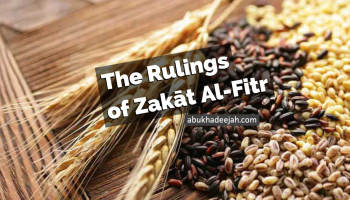 The Rulings
of Zakāt Al-Fitr
abukhadeejah.com